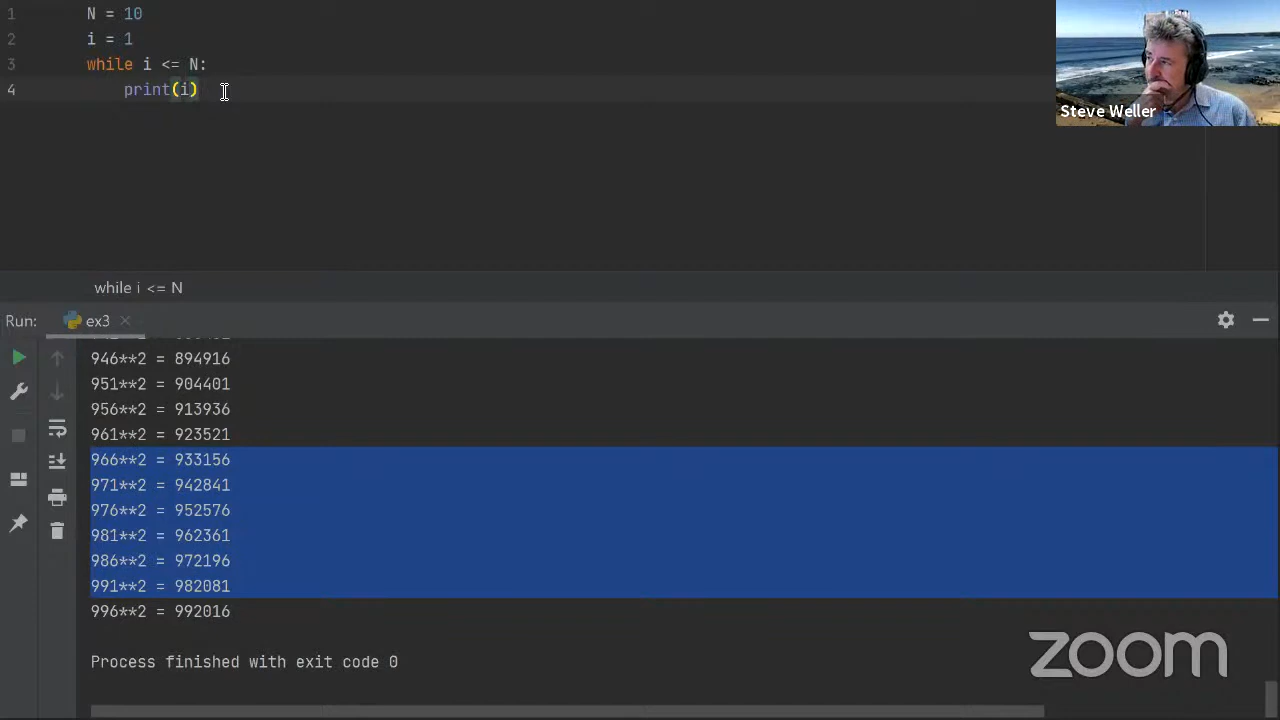 1 N = 10
2 i = 1
3 while i <= N:
4 print(i)
Steve Weller
while i <= N
Run: ex3
946**2 = 894916
951**2 = 904401
956**2 = 913936
961**2 = 923521
966**2 = 933156
971**2 = 942841
976**2 = 952576
981**2 = 962361
986**2 = 972196
991**2 = 982081
996**2 = 992016
Process finished with exit code 0
zoom